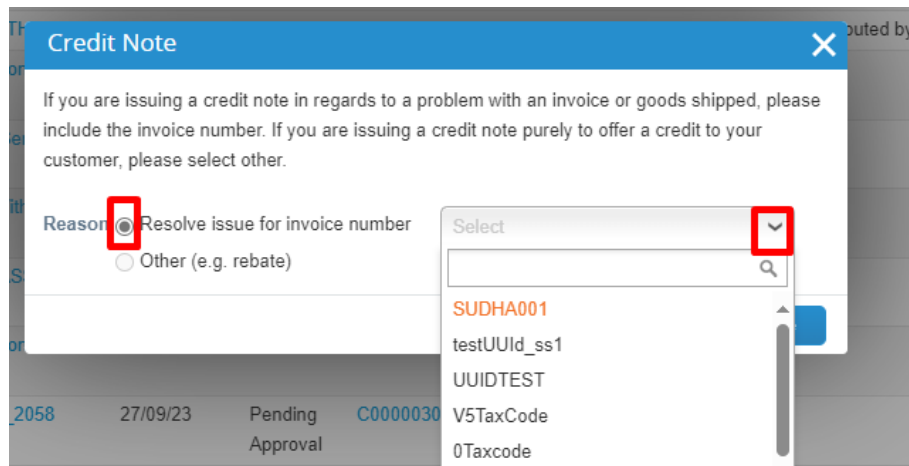 Credit Note
If you are issuing a credit note in regards to a problem with an invoice or goods shipped, please
include the invoice number. If you are issuing a credit note purely to offer a credit to your
customer, please select other.
Reason Resolve issue for invoice number Select
Other (e.g. rebate)
SUDHA001
testUUId_ss1
UUIDTEST
V5TaxCode
0Taxcode
_2058 27/09/23 Pending Approval C0000030